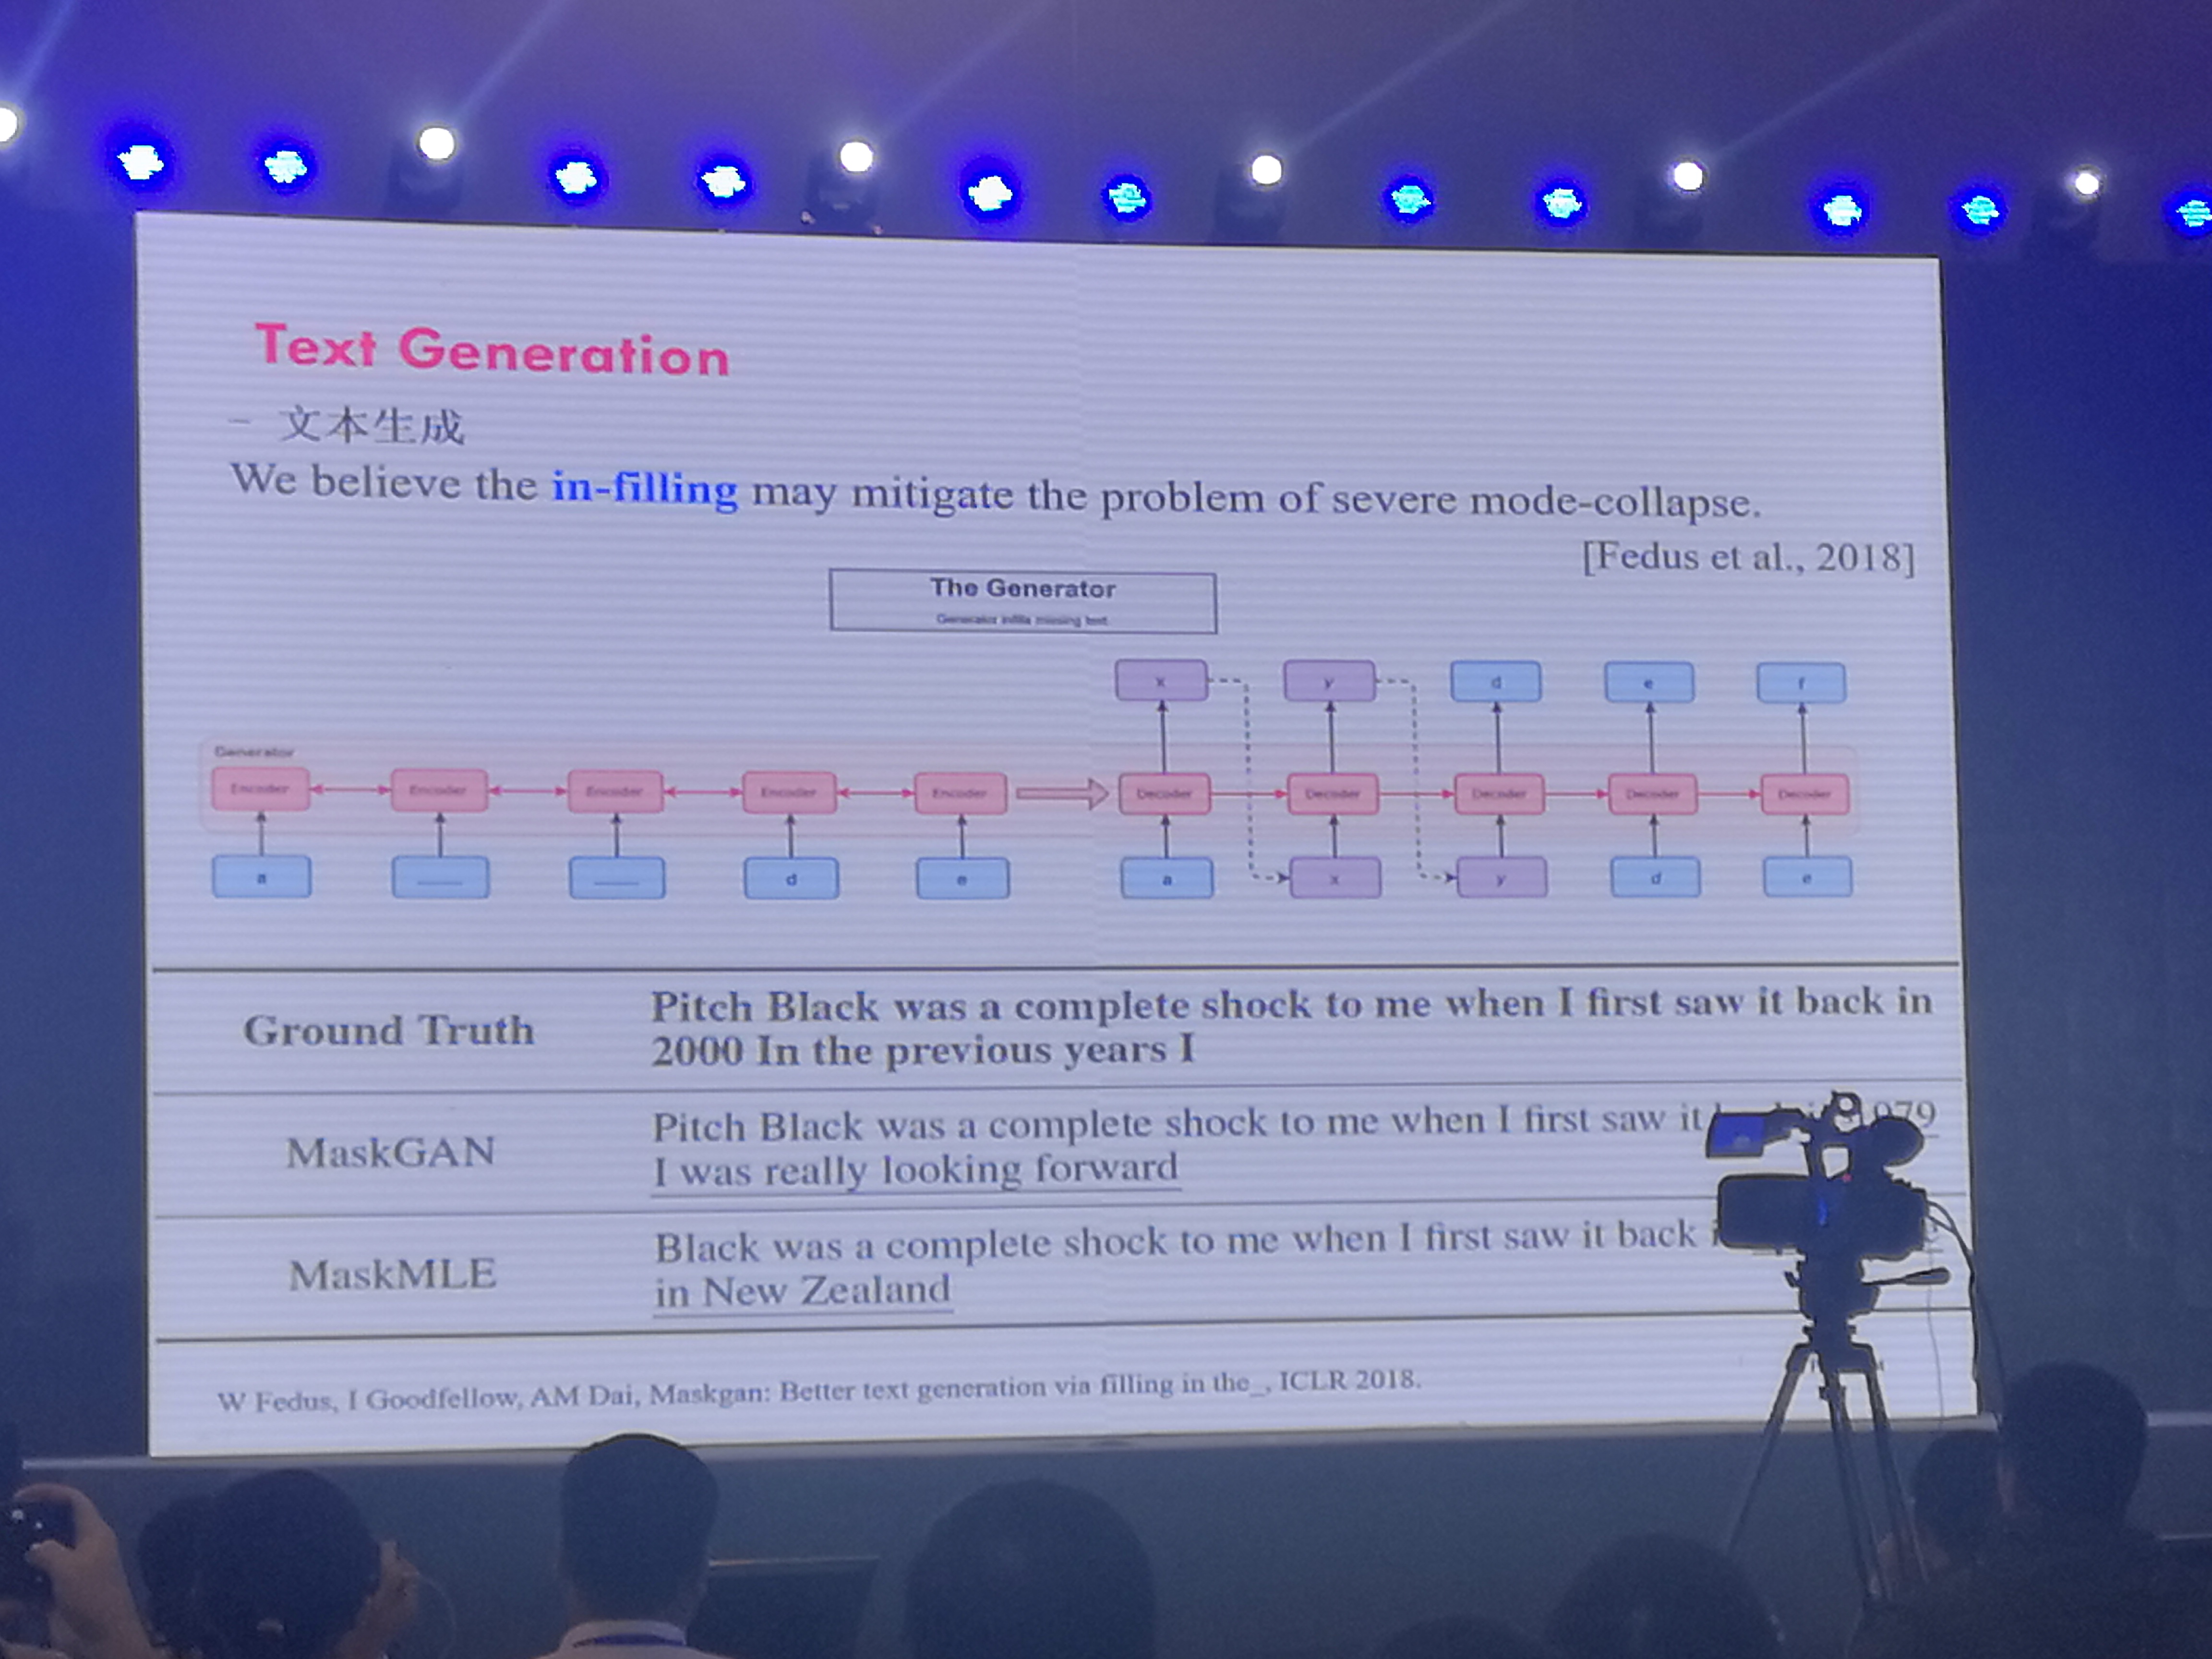 Text Generation
– 文本生成
We believe the in-filling may mitigate the problem of severe mode-collapse.
[Fedus et al., 2018]
The Generator
Generator infills missing text
x y d e f
Generator
Encoder Encoder Encoder Encoder Encoder Decoder Decoder Decoder Decoder Decoder
a ____ ____ d e a x y d e
Ground Truth
Pitch Black was a complete shock to me when I first saw it back in
2000 In the previous years I
MaskGAN
Pitch Black was a complete shock to me when I first saw it 1979
I was really looking forward
MaskMLE
Black was a complete shock to me when I first saw it back
in New Zealand
W Fedus, I Goodfellow, AM Dai, Maskgan: Better text generation via filling in the_, ICLR 2018.